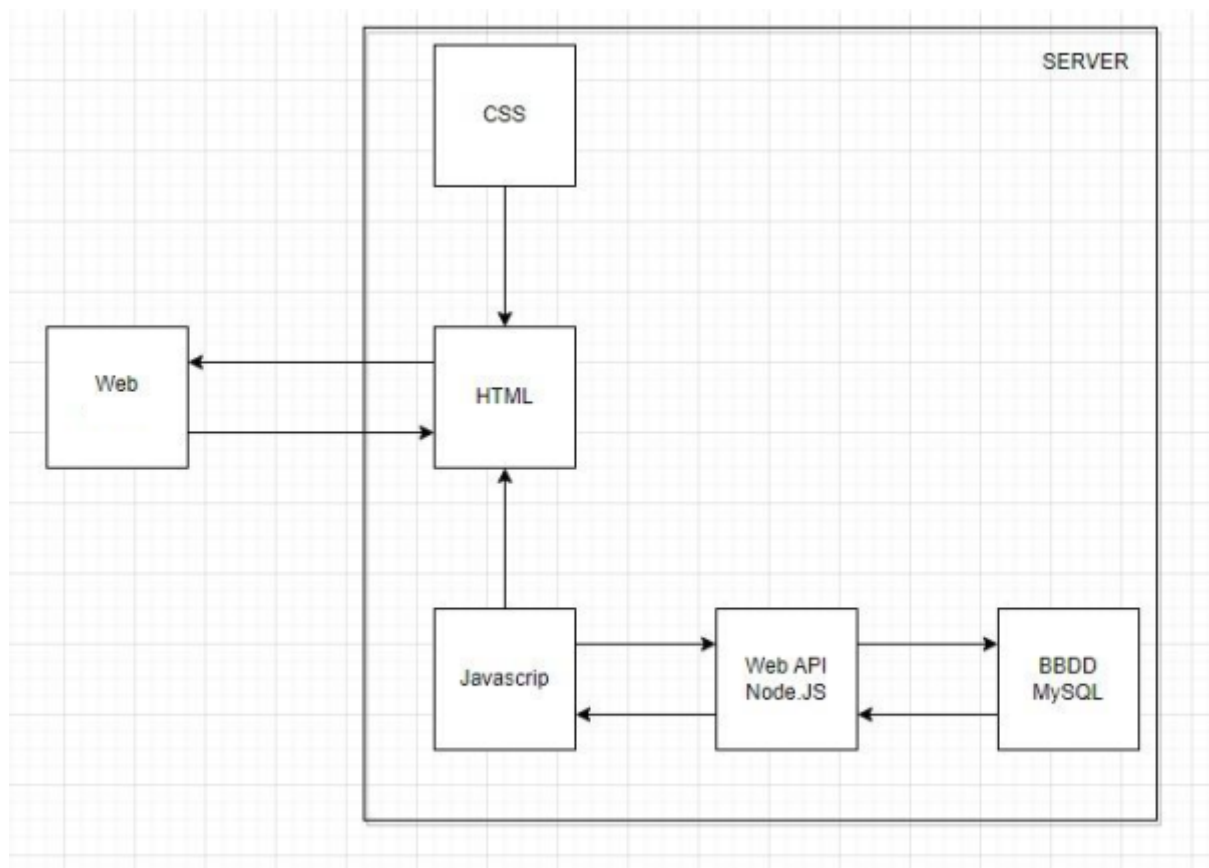 SERVER
CSS
Web
HTML
Javascrip
Web API
Node.JS
BBDD
MySQL